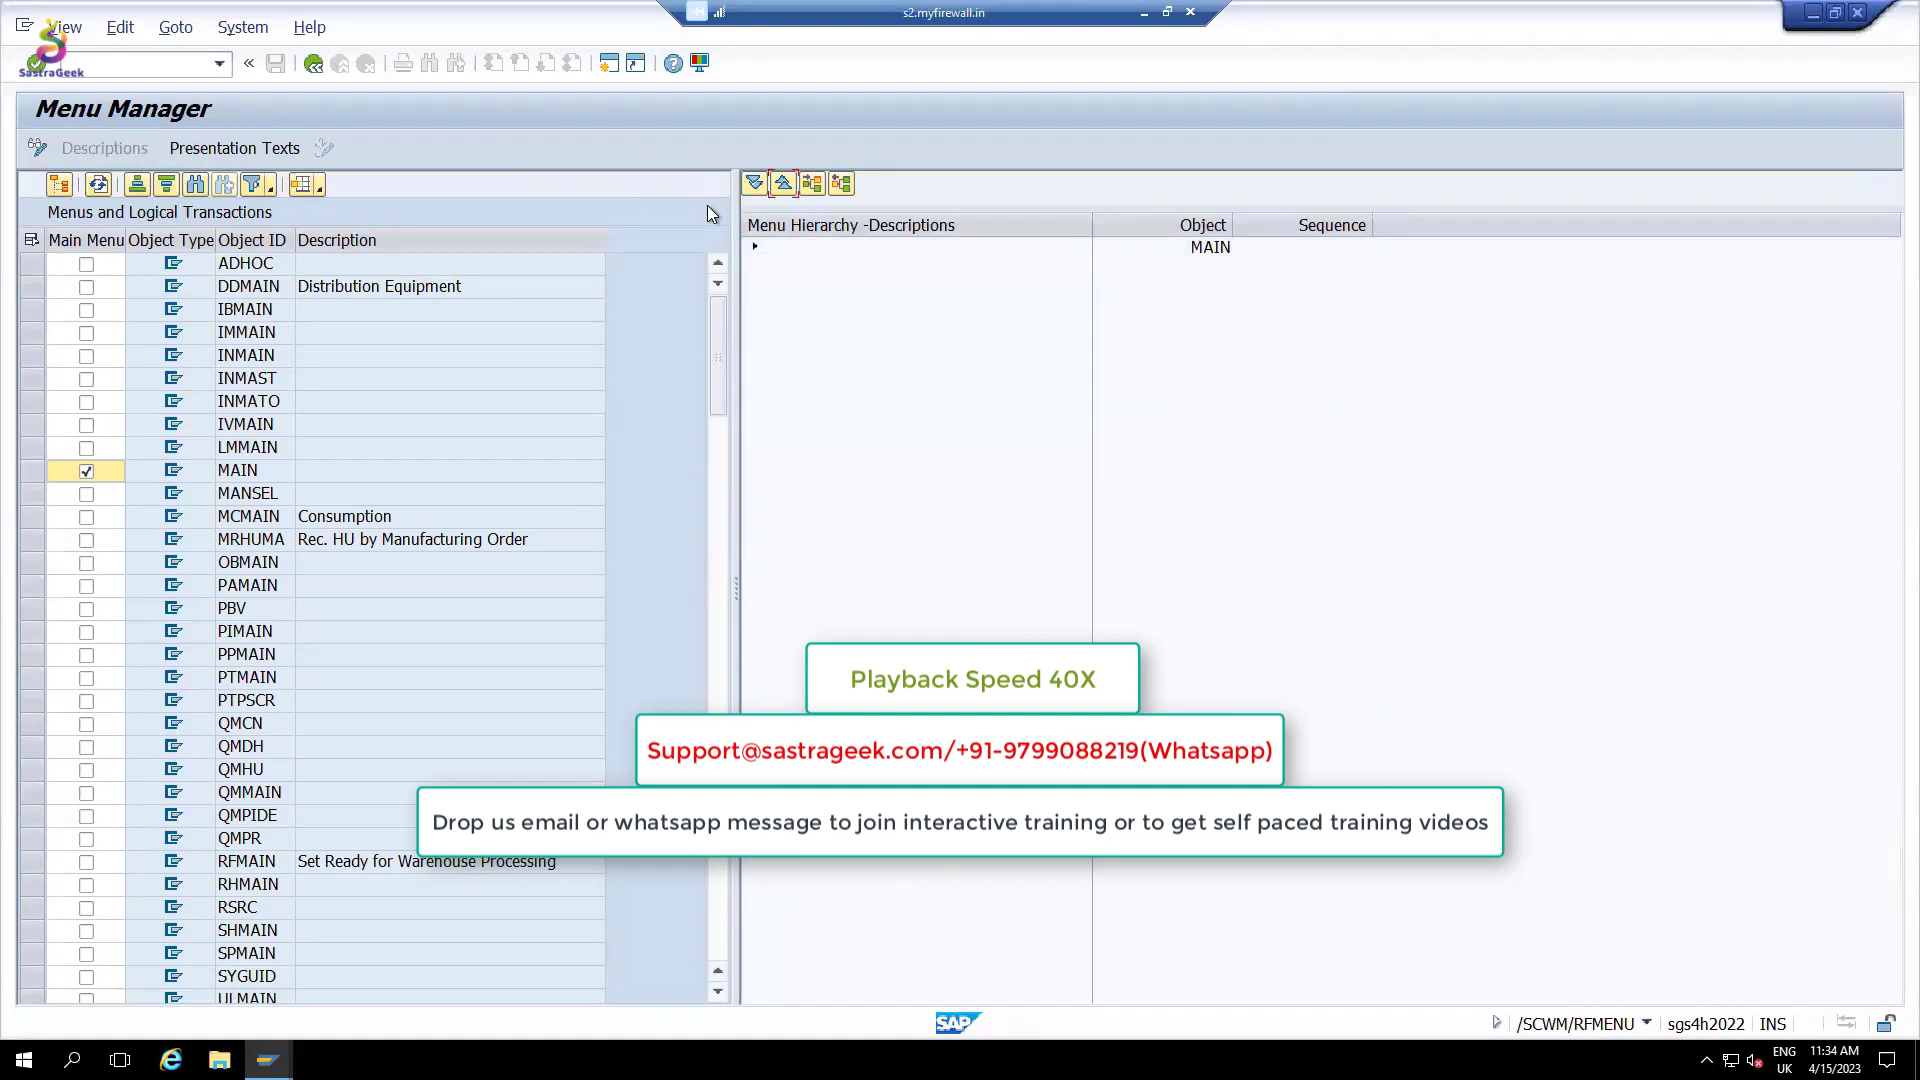 s2.myfirewall.in
View Edit Goto System Help
SastraGeek
Menu Manager
Descriptions Presentation Texts
Menus and Logical Transactions
Main Menu Object Type Object ID Description
ADHOC
DDMAIN Distribution Equipment
IBMAIN
IMMAIN
INMAIN
INMAST
INMATO
IVMAIN
LMMAIN
MAIN
MANSEL
MCMAIN Consumption
MRHUMA Rec. HU by Manufacturing Order
OBMAIN
PAMAIN
PBV
PIMAIN
PPMAIN
PTMAIN
PTPSCR
QMCN
QMDH
QMHU
QMMAIN
QMPIDE
QMPR
RFMAIN Set Ready for Warehouse Processing
RHMAIN
RSRC
SHMAIN
SPMAIN
SYGUID
ULMAIN
Menu Hierarchy -Descriptions Object Sequence
MAIN
Playback Speed 40X
Support@sastrageek.com/+91-9799088219(Whatsapp)
Drop us email or whatsapp message to join interactive training or to get self paced training videos
SAP
/SCWM/RFMENU sgs4h2022 INS
ENG
UK
11:34 AM
4/15/2023